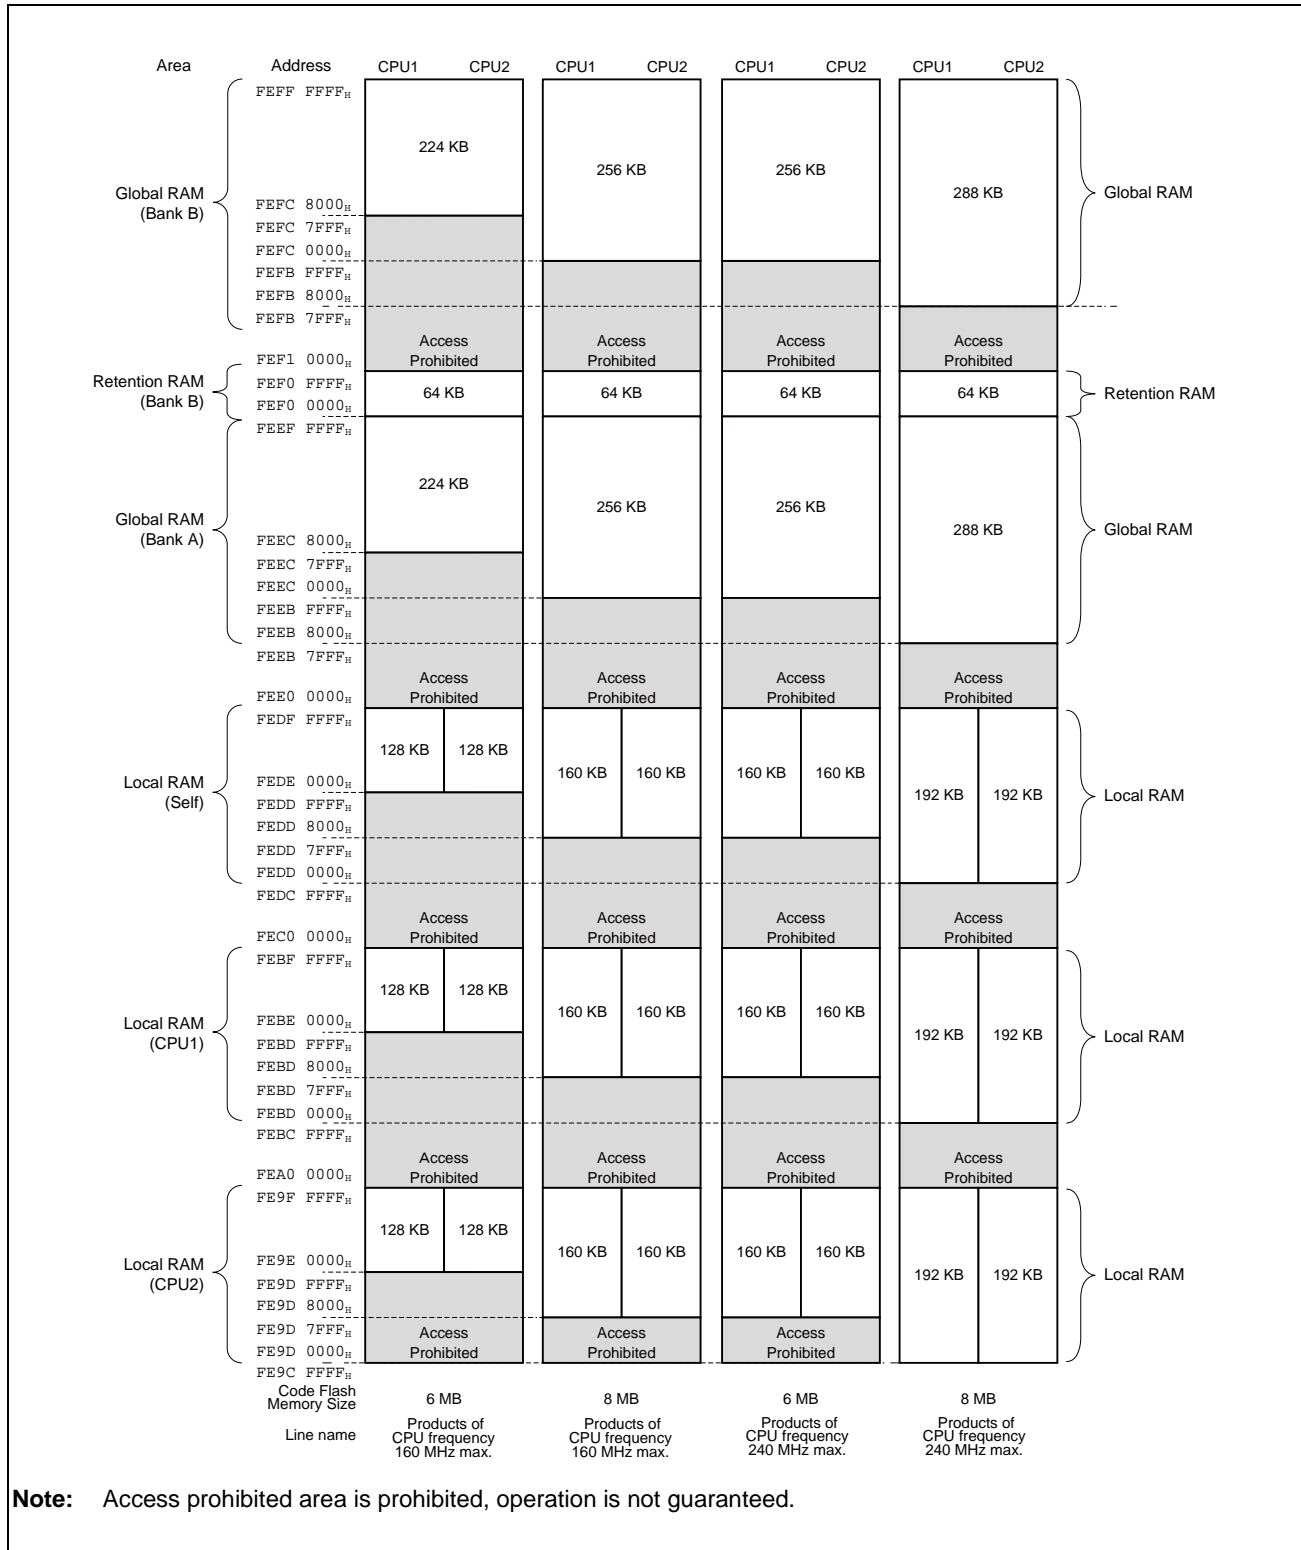 Area Address CPU1 CPU2 CPU1 CPU2 CPU1 CPU2 CPU1 CPU2
FEFF FFFFH
224 KB
256 KB 256 KB
Global RAM
(Bank B)
288 KB
Global RAM
FEFC 8000H
FEFC 7FFFH
FEFC 0000H
FEFB FFFFH
FEFB 8000H
FEFB 7FFFH
Access
Prohibited
Access
Prohibited
Access
Prohibited
Access
Prohibited
FEF1 0000H
Retention RAM
(Bank B)
FEF0 FFFFH
FEF0 0000H
64 KB 64 KB 64 KB 64 KB
Retention RAM
FEEF FFFFH
224 KB
256 KB 256 KB
Global RAM
(Bank A)
288 KB
Global RAM
FEEC 8000H
FEEC 7FFFH
FEEC 0000H
FEEB FFFFH
FEEB 8000H
FEEB 7FFFH
Access
Prohibited
Access
Prohibited
Access
Prohibited
Access
Prohibited
FEE0 0000H
FEDF FFFFH
128 KB 128 KB
160 KB 160 KB 160 KB 160 KB
Local RAM
(Self)
192 KB 192 KB
Local RAM
FEDE 0000H
FEDD FFFFH
FEDD 8000H
FEDD 7FFFH
FEDD 0000H
FEDC FFFFH
Access
Prohibited
Access
Prohibited
Access
Prohibited
Access
Prohibited
FEC0 0000H
FEBF FFFFH
128 KB 128 KB
160 KB 160 KB 160 KB 160 KB
Local RAM
(CPU1)
192 KB 192 KB
Local RAM
FEBE 0000H
FEBD FFFFH
FEBD 8000H
FEBD 7FFFH
FEBD 0000H
FEBC FFFFH
Access
Prohibited
Access
Prohibited
Access
Prohibited
Access
Prohibited
FEA0 0000H
FE9F FFFFH
128 KB 128 KB
160 KB 160 KB 160 KB 160 KB
Local RAM
(CPU2)
192 KB 192 KB
Local RAM
FE9E 0000H
FE9D FFFFH
FE9D 8000H
FE9D 7FFFH
FE9D 0000H
FE9C FFFFH
Access
Prohibited
Access
Prohibited
Access
Prohibited
Code Flash
Memory Size
6 MB 8 MB 6 MB 8 MB
Line name
Products of
CPU frequency
160 MHz max.
Products of
CPU frequency
160 MHz max.
Products of
CPU frequency
240 MHz max.
Products of
CPU frequency
240 MHz max.
Note: Access prohibited area is prohibited, operation is not guaranteed.